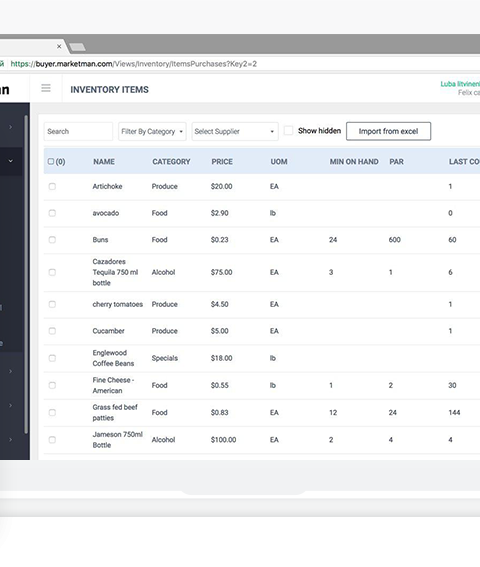 https://buyer.marketman.com/Views/Inventory/ItemsPurchases?Key2=2
INVENTORY ITEMS
Luba litvinen
Felix ca
Search Filter By Category Select Supplier Show hidden Import from excel
(0) NAME CATEGORY PRICE UOM MIN ON HAND PAR LAST CO
Artichoke Produce $20.00 EA 1
avocado Food $2.90 lb 0
Buns Food $0.23 EA 24 600 60
Cazadores
Tequila 750 ml Alcohol $75.00 EA 3 1 6
bottle
cherry tomatoes Produce $4.50 EA 1
Cucamber Produce $5.00 EA 1
Englewood
Coffee Beans Specials $18.00 lb
Fine Cheese -
American Food $0.55 lb 1 2 30
Grass fed beef
patties Food $0.83 EA 12 24 144
Jameson 750ml
Bottle Alcohol $100.00 EA 2 4 4